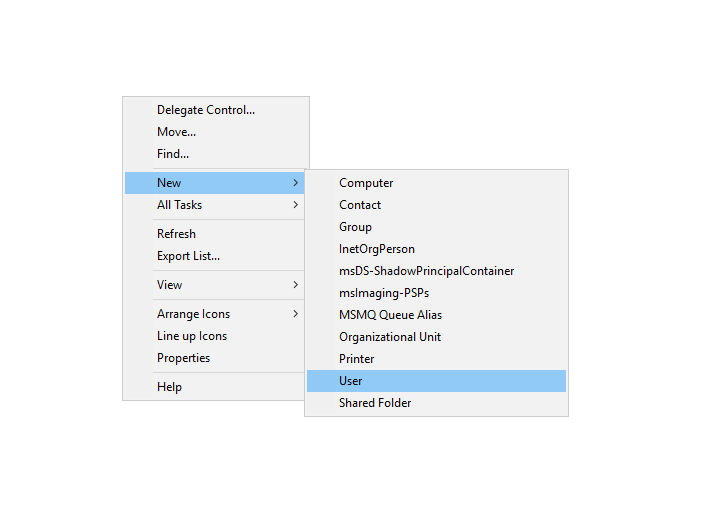 Delegate Control...
Move...
Find...
New
All Tasks
Refresh
Export List...
View
Arrange Icons
Line up Icons
Properties
Help
Computer
Contact
Group
InetOrgPerson
msDS-ShadowPrincipalContainer
msImaging-PSPs
MSMQ Queue Alias
Organizational Unit
Printer
User
Shared Folder